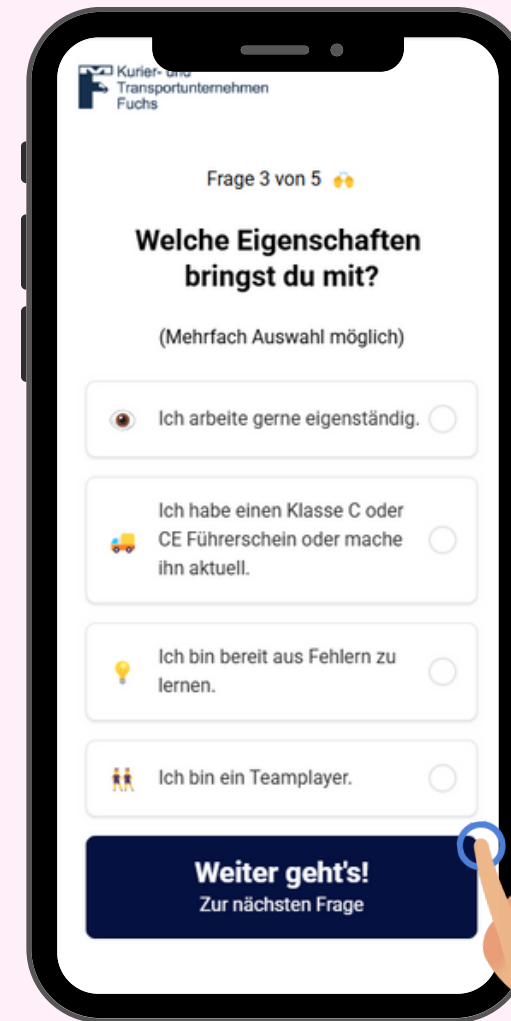 Kurier- und
Transportunternehmen
Fuchs
Frage 3 von 5
Welche Eigenschaften
bringst du mit?
(Mehrfach Auswahl möglich)
Ich arbeite gerne eigenständig.
Ich habe einen Klasse C oder
CE Führerschein oder mache
ihn aktuell.
Ich bin bereit aus Fehlern zu
lernen.
Ich bin ein Teamplayer.
Weiter geht's!
Zur nächsten Frage